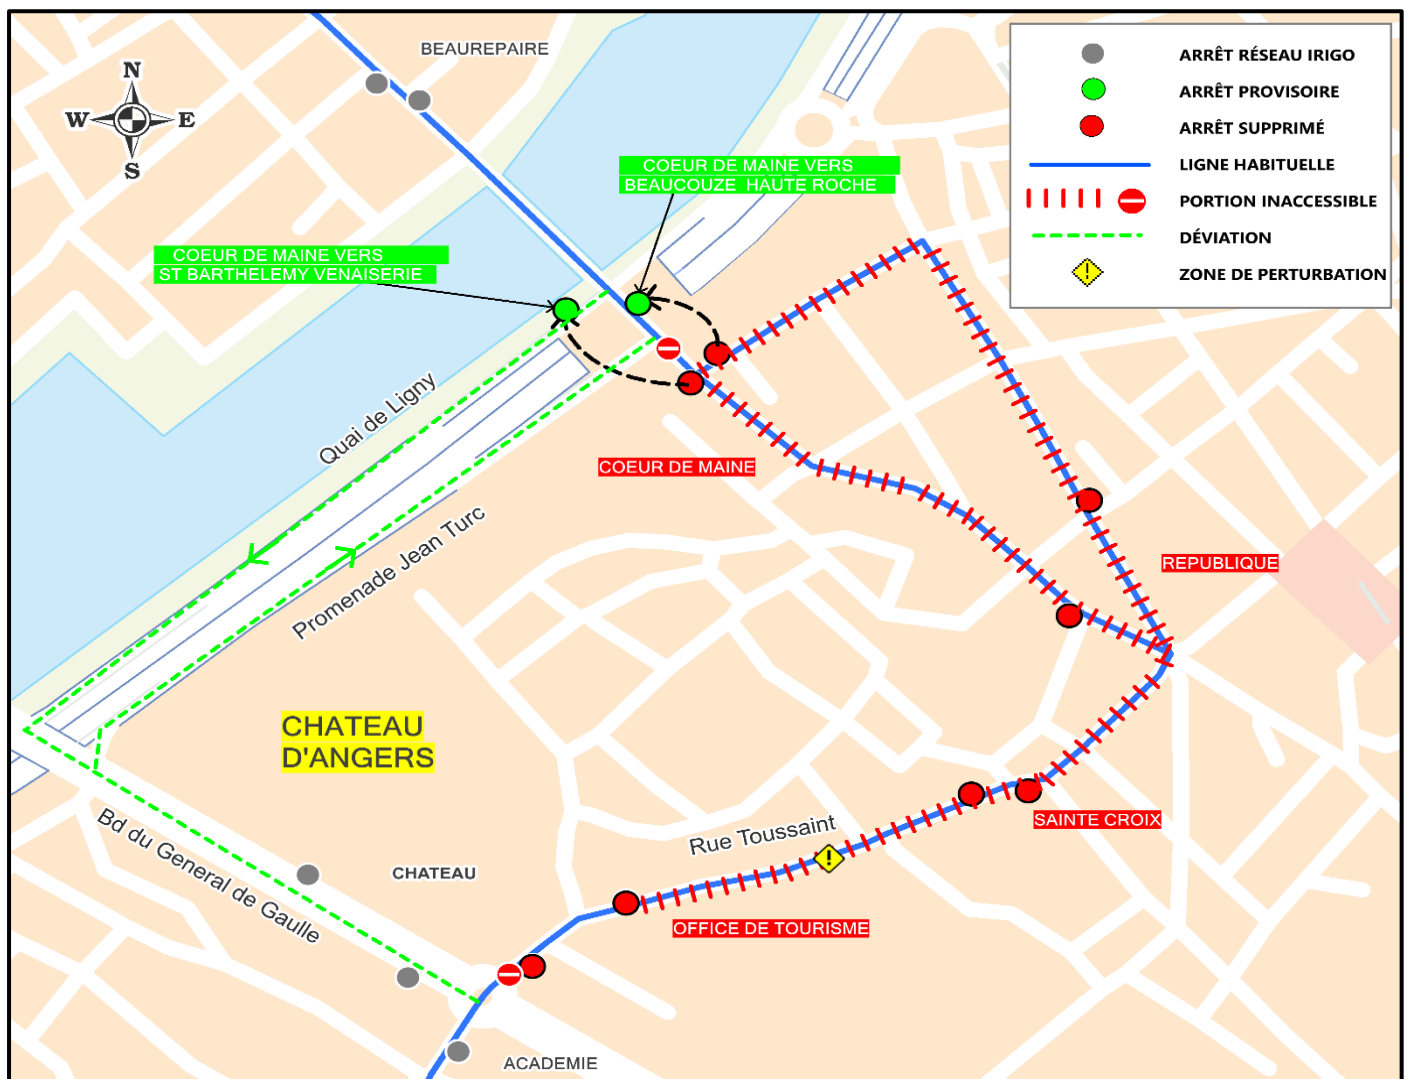 BEAUREPAIRE
N
W E
S
ARRÊT RÉSEAU IRIGO
ARRÊT PROVISOIRE
ARRÊT SUPPRIMÉ
LIGNE HABITUELLE
PORTION INACCESSIBLE
DÉVIATION
! ZONE DE PERTURBATION
COEUR DE MAINE VERS
BEAUCOUZE HAUTE ROCHE
COEUR DE MAINE VERS
ST BARTHELEMY VENAISERIE
Quai de Ligny
COEUR DE MAINE
Promenade Jean Turc
REPUBLIQUE
CHATEAU
D'ANGERS
SAINTE CROIX
Rue Toussaint
!
Bd du General de Gaulle
CHATEAU
OFFICE DE TOURISME
ACADEMIE